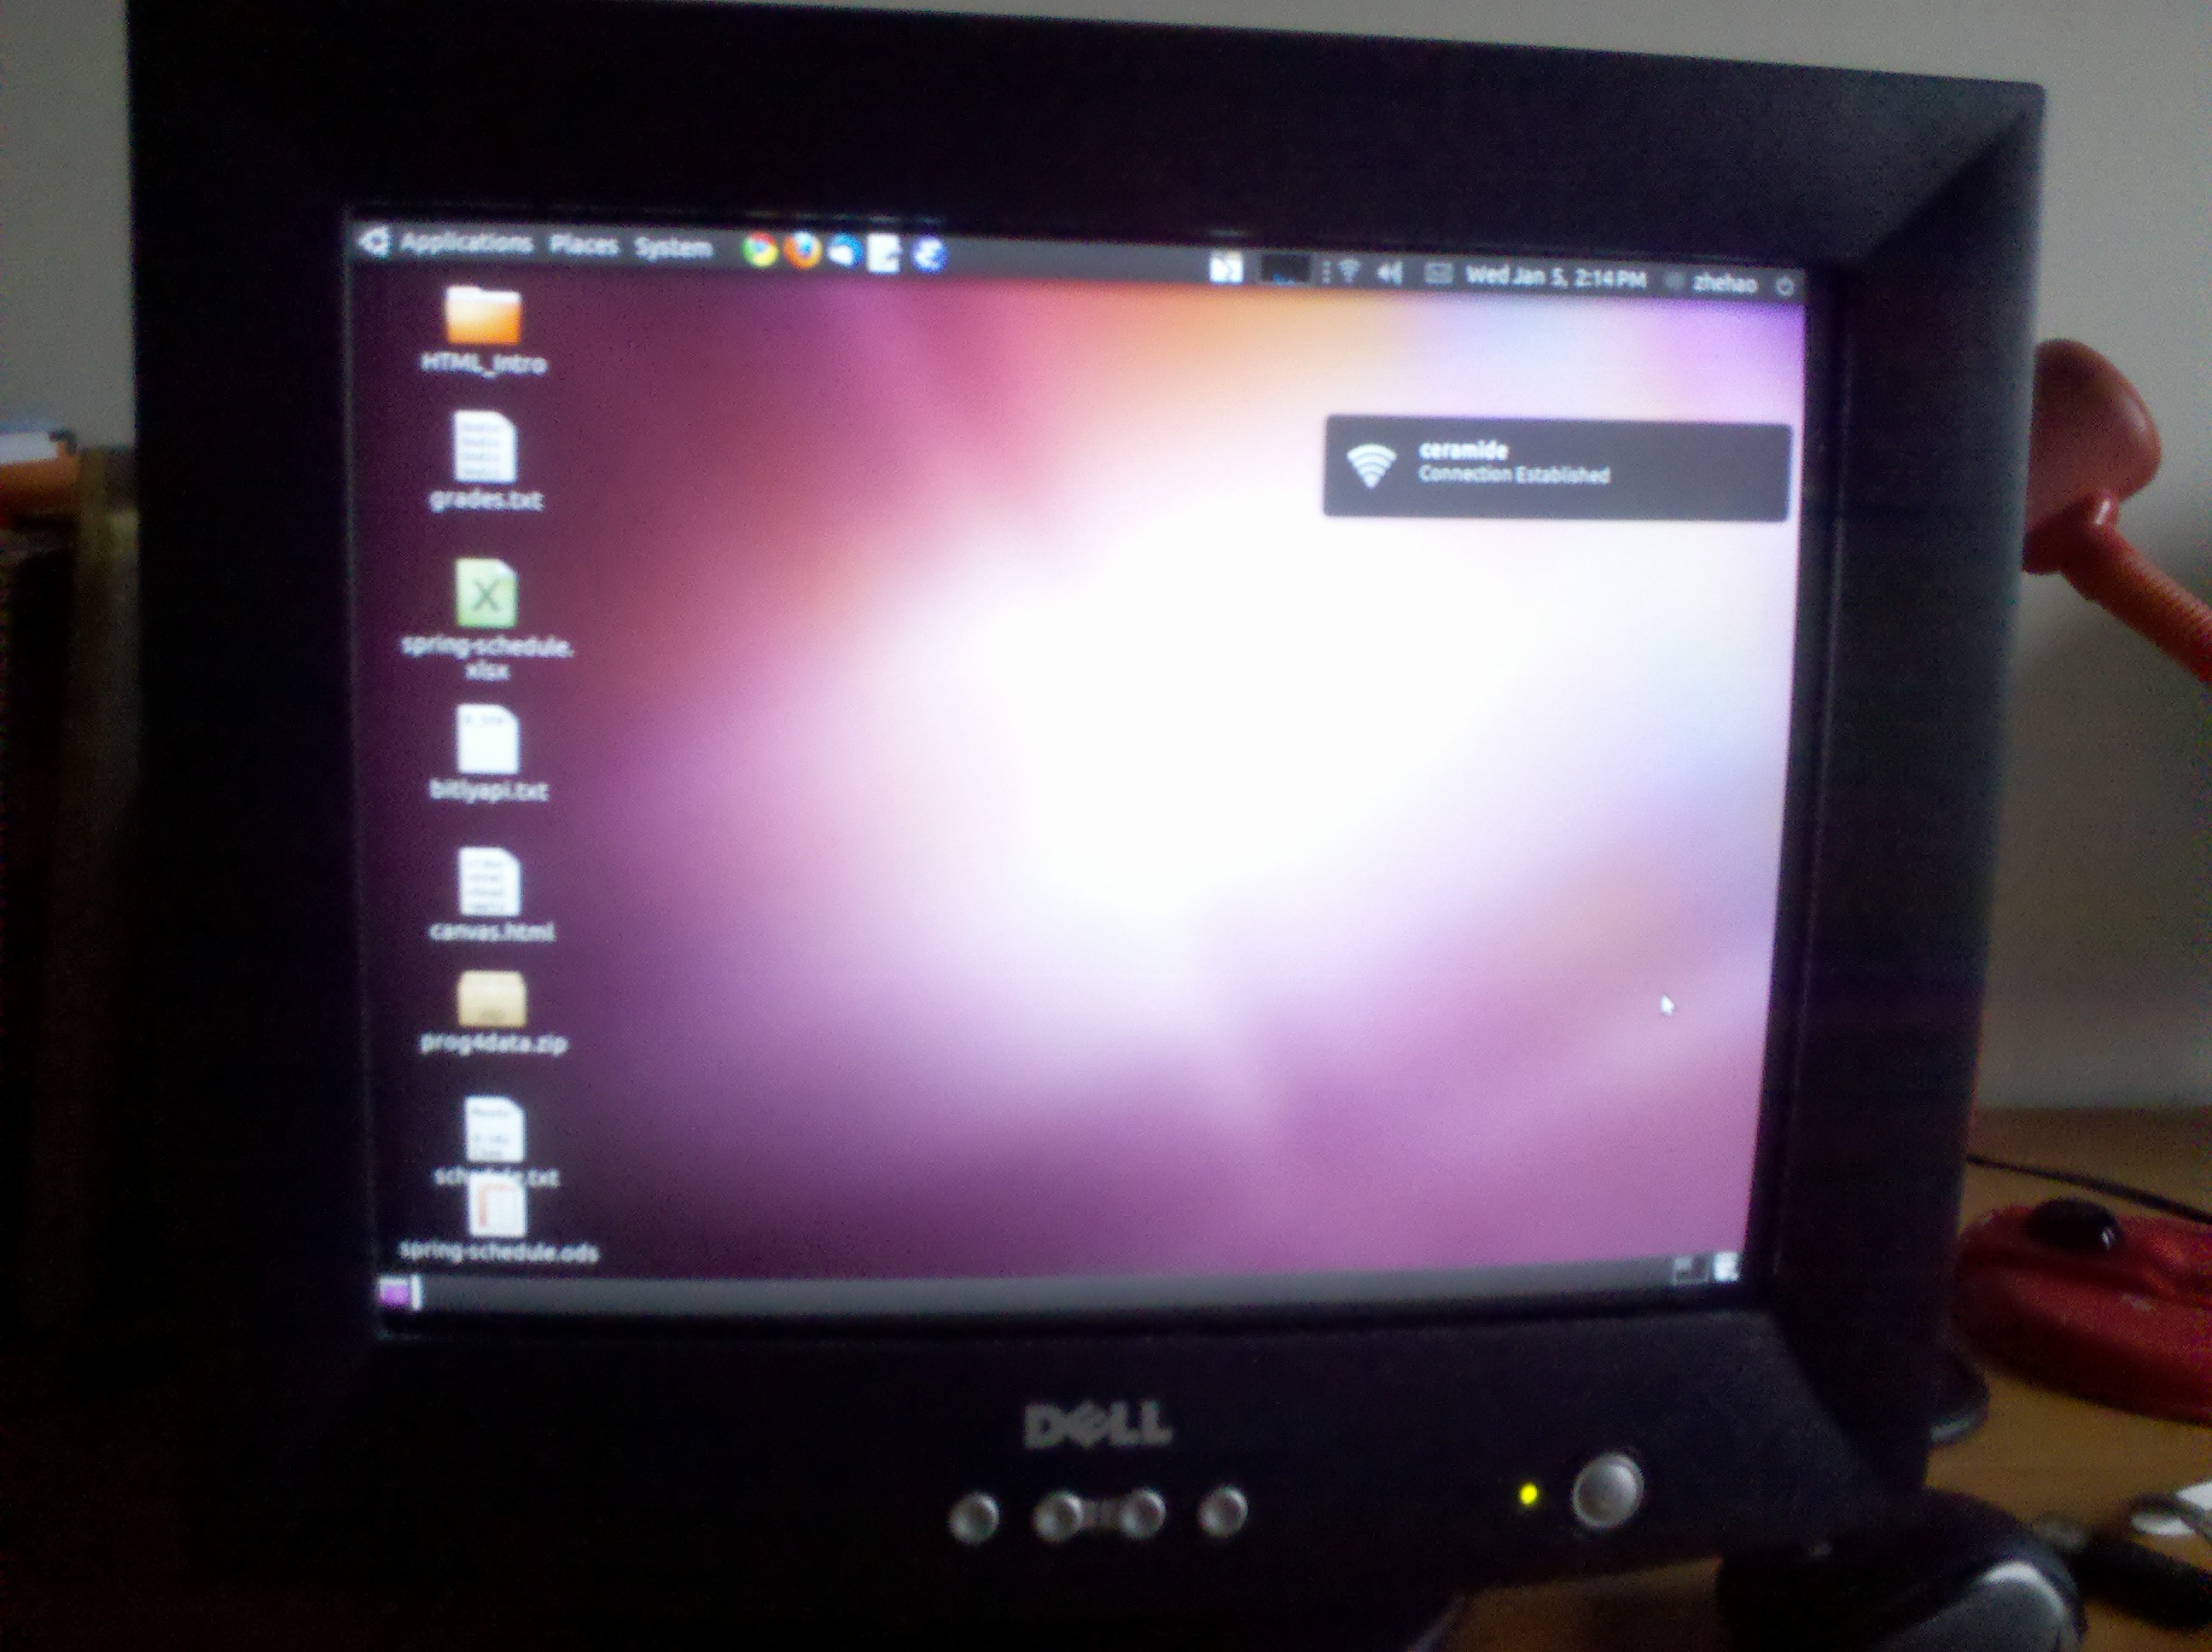 Applications Places System
Wed Jan 5, 2:14 PM zhehao
HTML_Intro
ceramide
Connection Established
grades.txt
spring-schedule.
xlsx
X
bitlyapi.txt
canvas.html
prog4data.zip
spring-schedule.ods
DELL